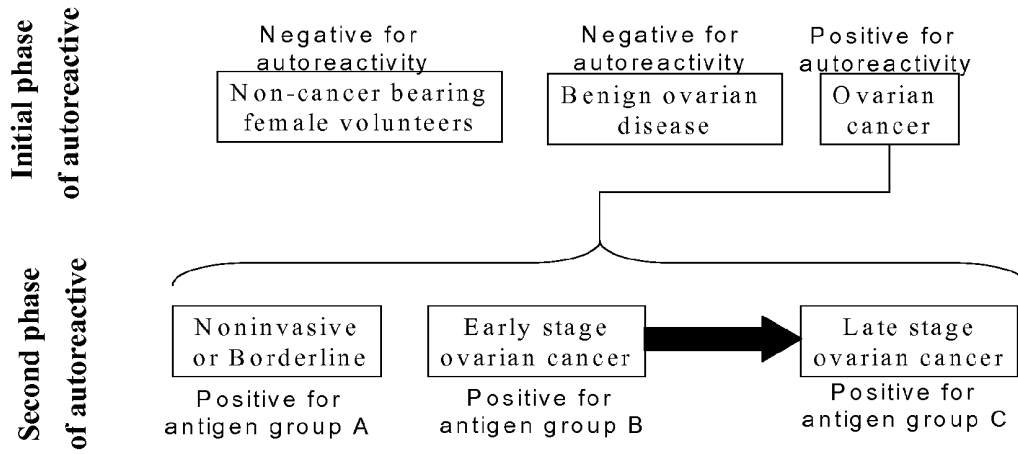 Initial phase
of autoreactive
Negative for
autoreactivity
Non-cancer bearing
female volunteers
Negative for
autoreactivity
Benign ovarian
disease
Positive for
autoreactivity
Ovarian
cancer
Second phase
of autoreactive
Noninvasive
or Borderline
Positive for
antigen group A
Early stage
ovarian cancer
Positive for
antigen group B
Late stage
ovarian cancer
Positive for
antigen group C